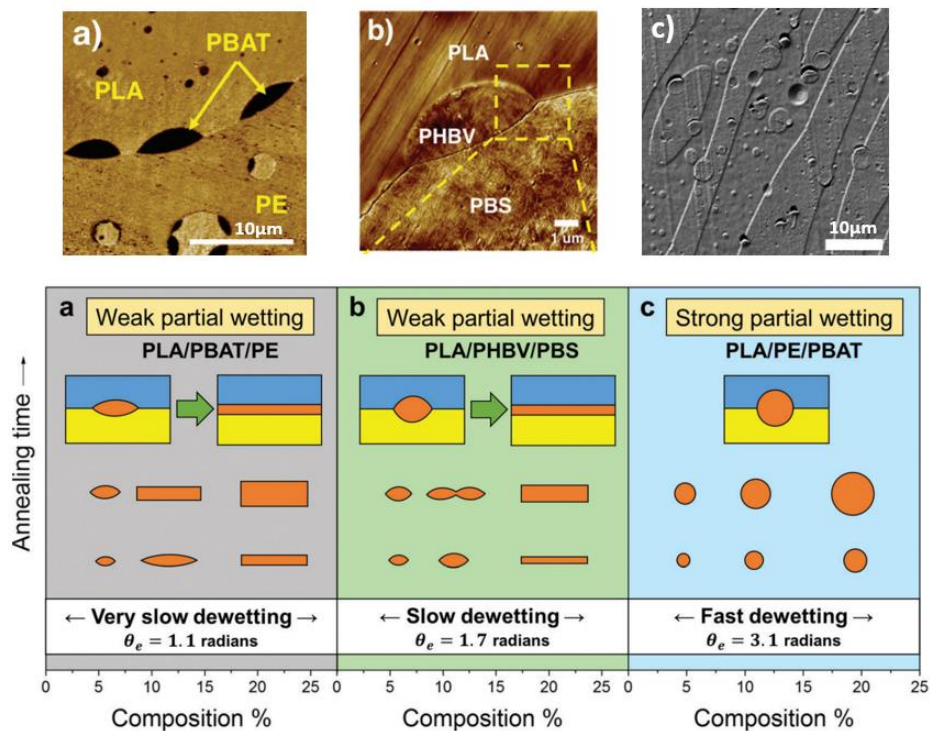 a)
PBAT
PLA
PE
10μm
b)
PLA
PHBV
PBS
1 um
c)
10μm
Annealing time →
a
Weak partial wetting
PLA/PBAT/PE
← Very slow dewetting →
θe = 1.1 radians
b
Weak partial wetting
PLA/PHBV/PBS
← Slow dewetting →
θe = 1.7 radians
c
Strong partial wetting
PLA/PE/PBAT
← Fast dewetting →
θe = 3.1 radians
0 5 10 15 20 25 0 5 10 15 20 25 0 5 10 15 20 25
Composition % Composition % Composition %